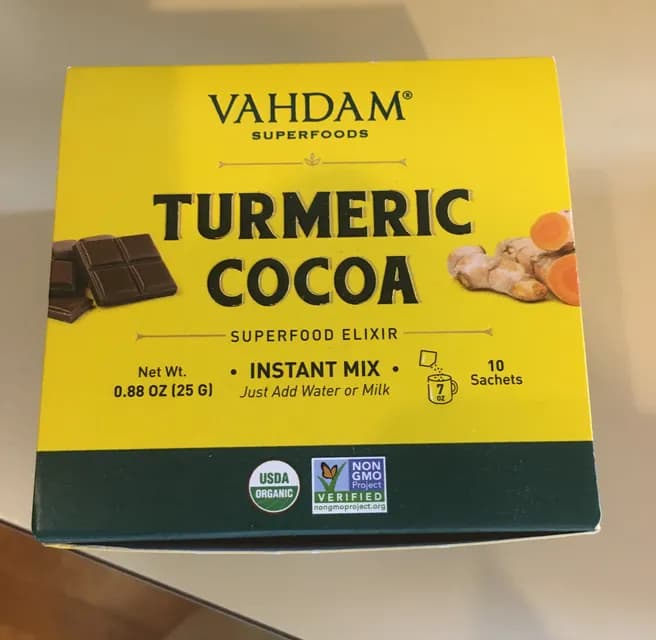 VAHDAM®
SUPERFOODS
TURMERIC
COCOA
SUPERFOOD ELIXIR
Net Wt.
0.88 OZ (25 G)
• INSTANT MIX •
Just Add Water or Milk
7
OZ
10
Sachets
USDA
ORGANIC
NON
GMO
Project
VERIFIED
nongmoproject.org